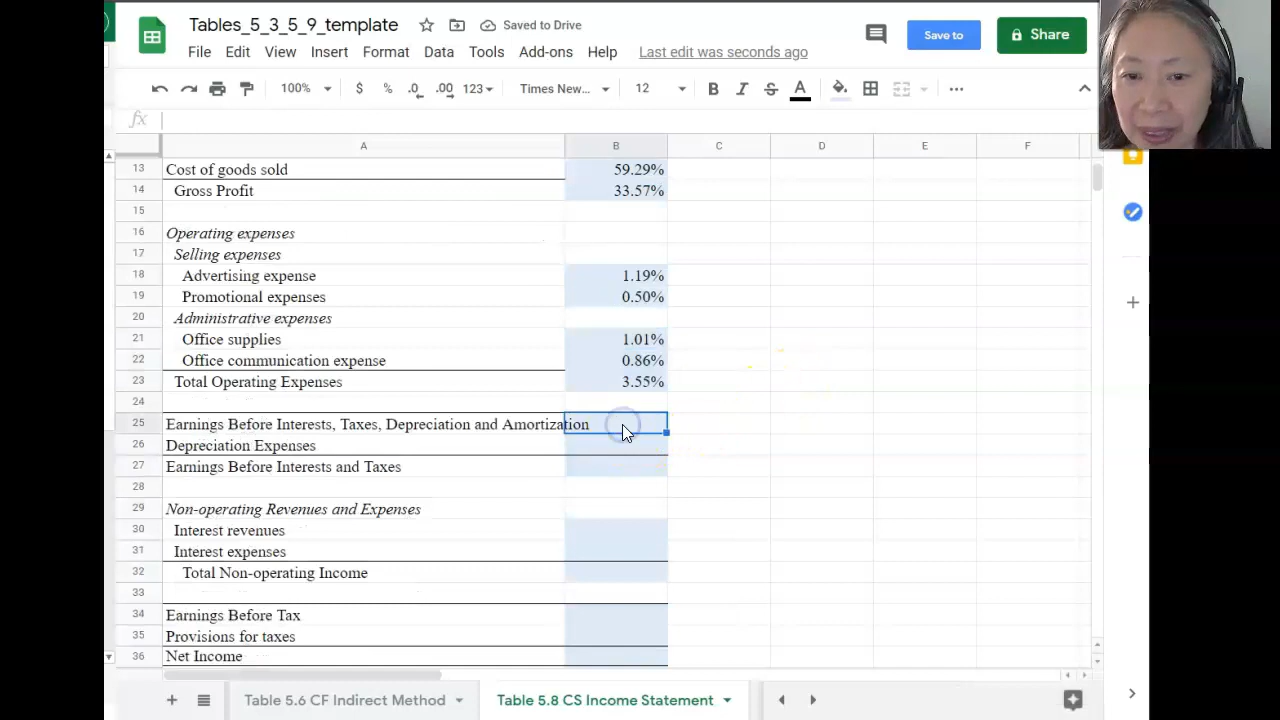 Tables_5_3_5_9_template
Saved to Drive
File Edit View Insert Format Data Tools Add-ons Help Last edit was seconds ago
Save to
Share
100% $ % .0 .00 123 Times New... 12 B I S A
fx
A B C D E F
13 Cost of goods sold 59.29%
14 Gross Profit 33.57%
15
16 Operating expenses
17 Selling expenses
18 Advertising expense 1.19%
19 Promotional expenses 0.50%
20 Administrative expenses
21 Office supplies 1.01%
22 Office communication expense 0.86%
23 Total Operating Expenses 3.55%
24
25 Earnings Before Interests, Taxes, Depreciation and Amortization
26 Depreciation Expenses
27 Earnings Before Interests and Taxes
28
29 Non-operating Revenues and Expenses
30 Interest revenues
31 Interest expenses
32 Total Non-operating Income
33
34 Earnings Before Tax
35 Provisions for taxes
36 Net Income
Table 5.6 CF Indirect Method
Table 5.8 CS Income Statement